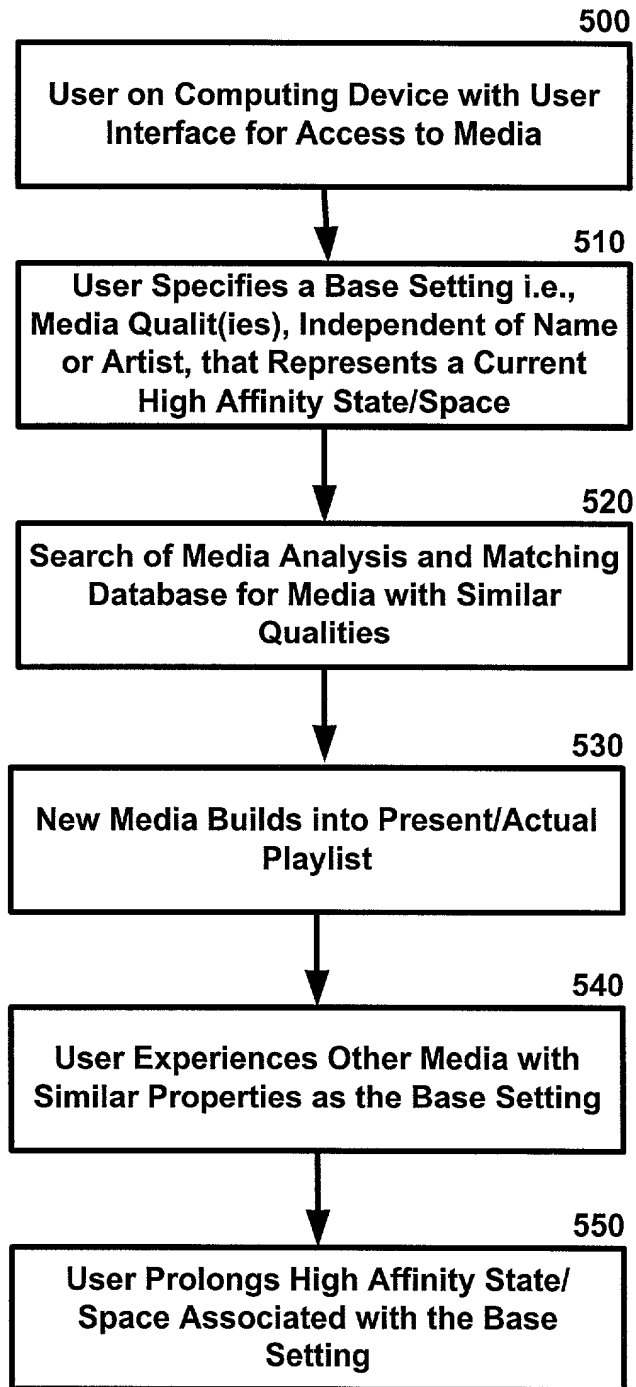 500
User on Computing Device with User
Interface for Access to Media
510
User Specifies a Base Setting i.e.,
Media Qualit(ies), Independent of Name
or Artist, that Represents a Current
High Affinity State/Space
520
Search of Media Analysis and Matching
Database for Media with Similar
Qualities
530
New Media Builds into Present/Actual
Playlist
540
User Experiences Other Media with
Similar Properties as the Base Setting
550
User Prolongs High Affinity State/
Space Associated with the Base
Setting